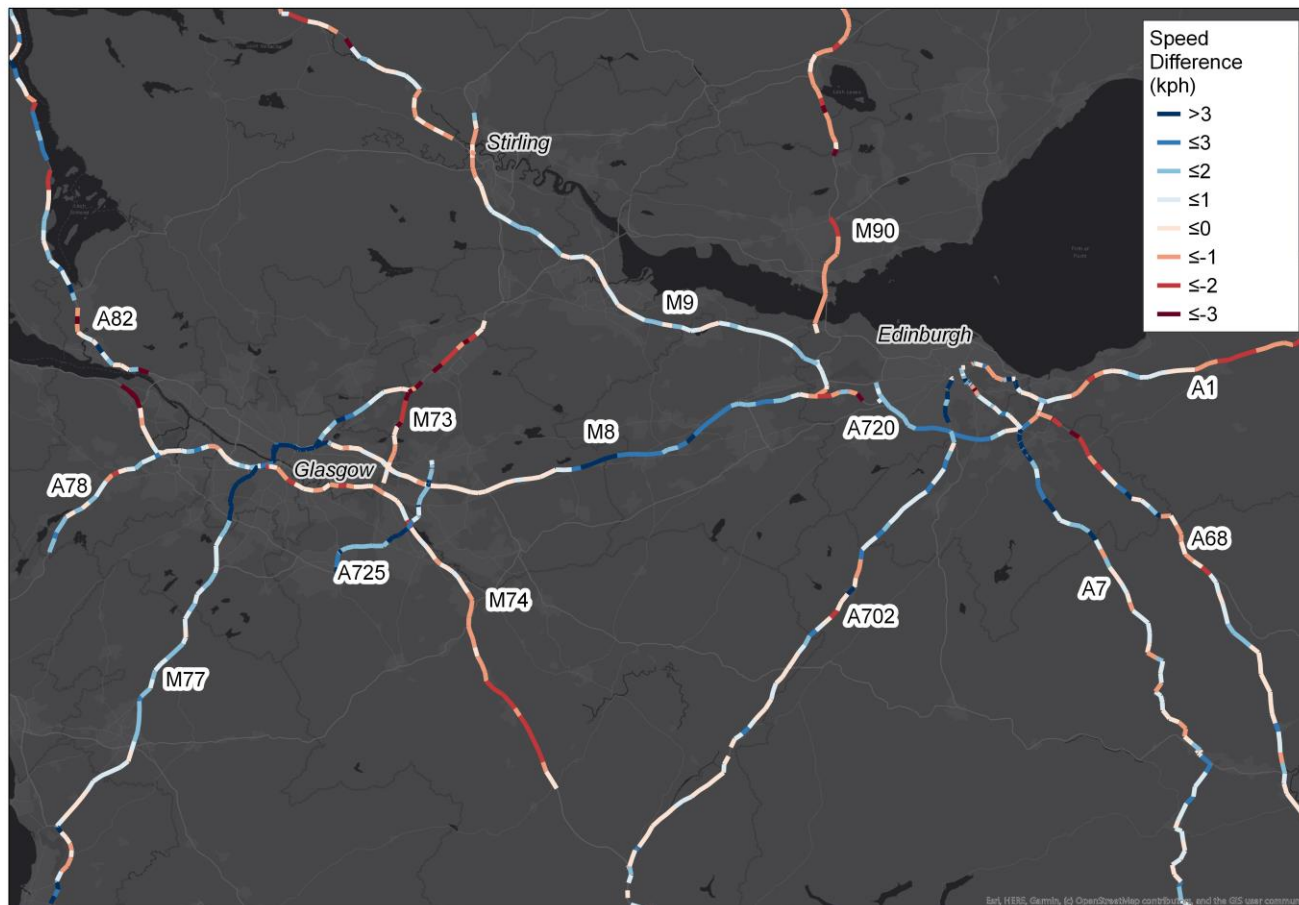 Speed
Difference
(kph)
>3
≤3
≤2
≤1
≤0
≤-1
≤-2
≤-3
Stirling
M90
M9
A82
Edinburgh
A1
M73
M8
A720
Glasgow
A78
A725
A68
A7
M74
A702
M77
Esri, HERE, Garmin, (c) OpenStreetMap contributors, and the GIS user commun